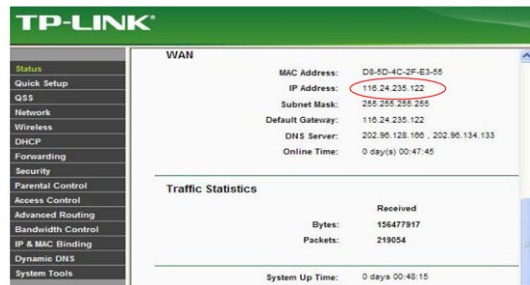 TP-LINK®
Status
Quick Setup
QSS
Network
Wireless
DHCP
Forwarding
Security
Parental Control
Access Control
Advanced Routing
Bandwidth Control
IP & MAC Binding
Dynamic DNS
System Tools
WAN
MAC Address: D8-5D-4C-2F-E3-55
IP Address: 116.24.235.122
Subnet Mask: 255.255.255.255
Default Gateway: 116.24.235.122
DNS Server: 202.96.128.166 , 202.96.134.133
Online Time: 0 day(s) 00:47:45
Traffic Statistics
Received
Bytes: 156477917
Packets: 219054
System Up Time: 0 days 00:48:15